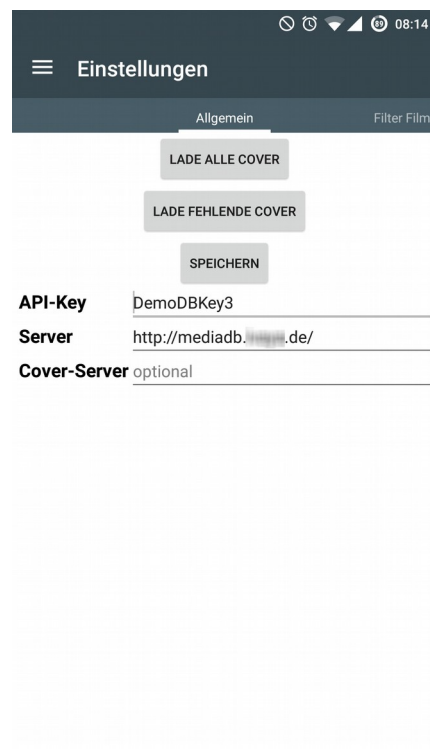 89 08:14
Einstellungen
Allgemein Filter Film
LADE ALLE COVER
LADE FEHLENDE COVER
SPEICHERN
API-Key DemoDBKey3
Server http://mediadb. .de/
Cover-Server optional